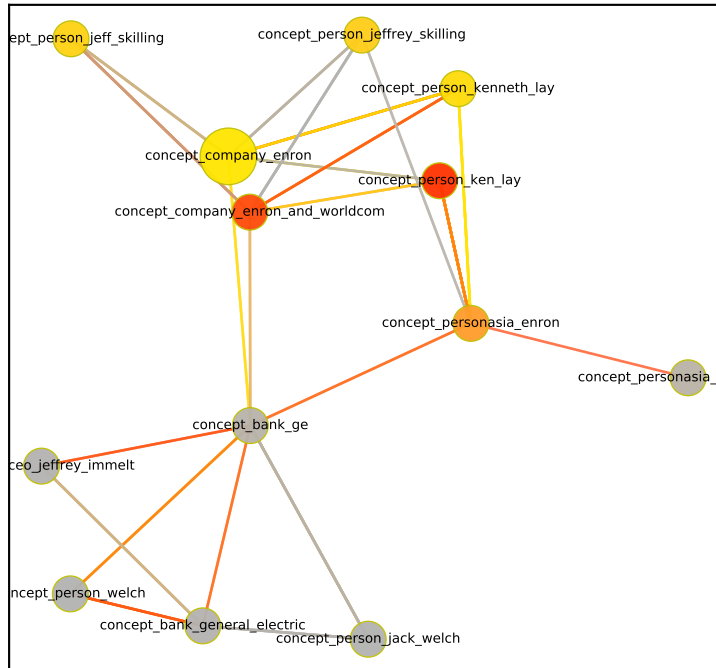 ept_person_jeff_skilling
concept_person_jeffrey_skilling
concept_person_kenneth_lay
concept_company_enron
concept_person_ken_lay
concept_company_enron_and_worldcom
concept_personasia_enron
concept_personasia_
concept_bank_ge
ceo_jeffrey_immelt
ncept_person_welch
concept_bank_general_electric
concept_person_jack_welch